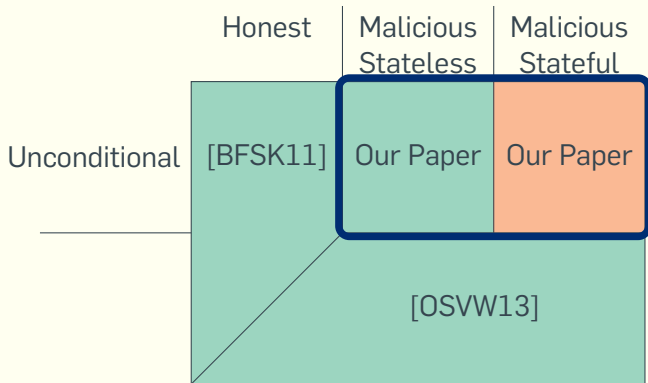 Honest
Malicious
Stateless
Malicious
Stateful
Unconditional
[BFSK11]
Our Paper
Our Paper
[OSVW13]